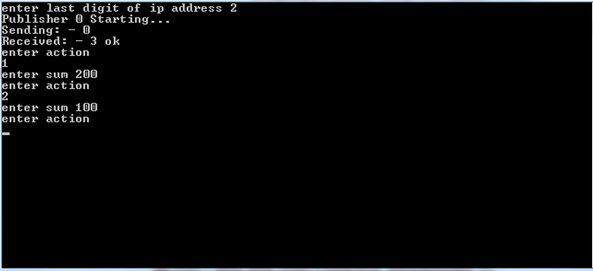 enter last digit of ip address 2
Publisher 0 Starting...
Sending: - 0
Received: - 3 ok
enter action
1
enter sum 200
enter action
2
enter sum 100
enter action